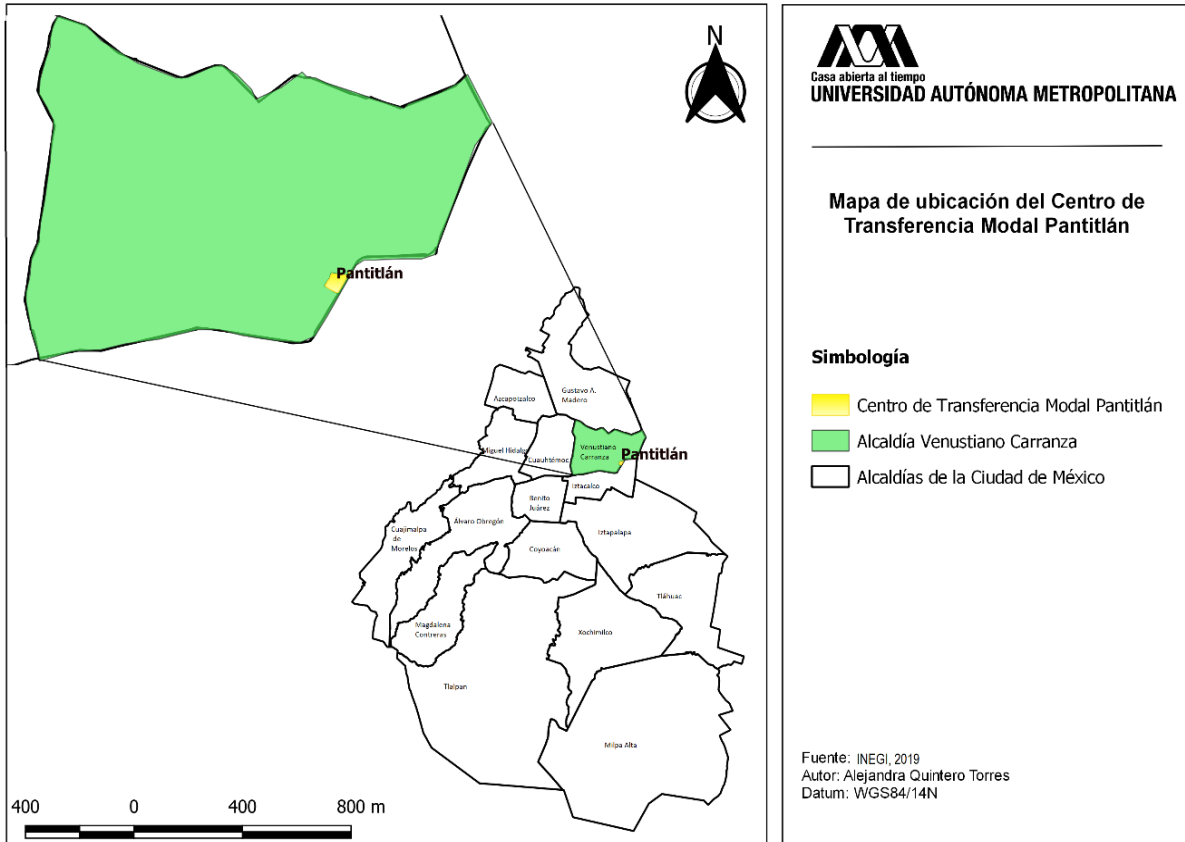 N
Pantitlán
Gustavo A.
Madero
Azcapotzalco
Miguel Hidalgo
Cuauhtémoc
Venustiano
Carranza
Pantitlán
Iztacalco
Benito
Juárez
Cuajimalpa
de
Morelos
Álvaro Obregón
Iztapalapa
Coyoacán
Tláhuac
Magdalena
Contreras
Xochimilco
Tlalpan
Milpa Alta
400 0 400 800 m
Casa abierta al tiempo
UNIVERSIDAD AUTÓNOMA METROPOLITANA
Mapa de ubicación del Centro de
Transferencia Modal Pantitlán
Simbología
Centro de Transferencia Modal Pantitlán
Alcaldía Venustiano Carranza
Alcaldías de la Ciudad de México
Fuente: INEGI, 2019
Autor: Alejandra Quintero Torres
Datum: WGS84/14N